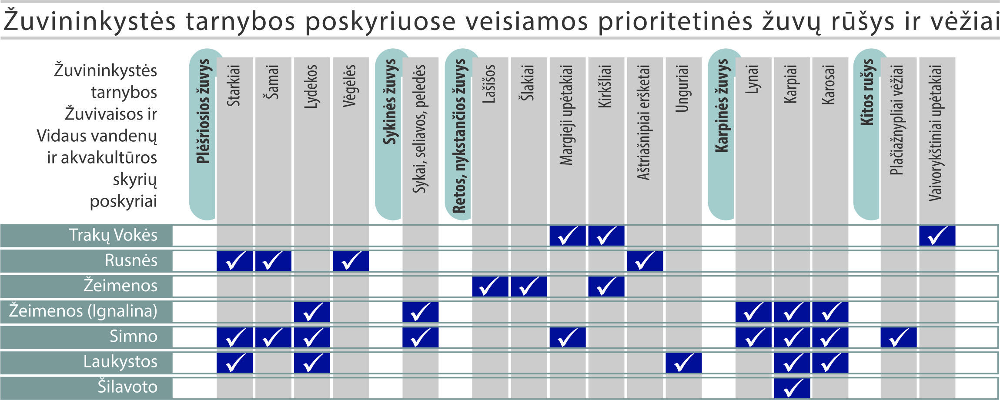 Žuvininkystės tarnybos poskyriuose veisiamos prioritetinės žuvų rūšys ir vėžiai
Žuvininkystės
tarnybos
Žuvivaisos ir
Vidaus vandenų
ir akvakultūros
skyrių
poskyriai
Plėšriosios žuvys
Starkiai
Šamai
Lydekos
Vėgėlės
Sykinės žuvys
Sykai, seliavos, peledės
Retos, nykstančios žuvys
Lašišos
Šlakiai
Margieji upėtakiai
Kirkšliai
Aštriašnipiai eršketai
Unguriai
Karpinės žuvys
Lynai
Karpiai
Karosai
Kitos rušys
Plačiažnypliai vėžiai
Vaivorykštiniai upėtakiai
Trakų Vokės
Rusnės
Žeimenos
Žeimenos (Ignalina)
Simno
Laukystos
Šilavoto